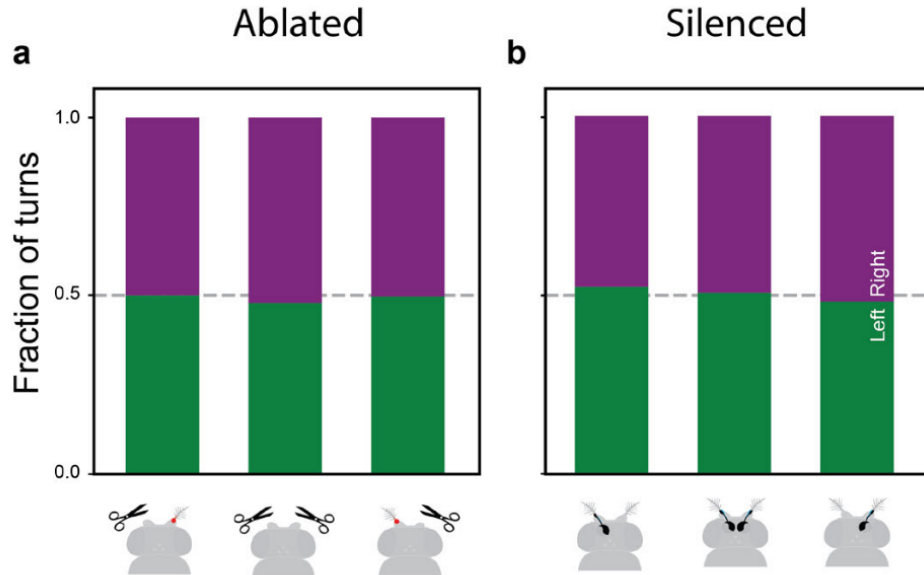 Ablated
Silenced
a
b
Fraction of turns
1.0
0.5
0.0
Right
Left